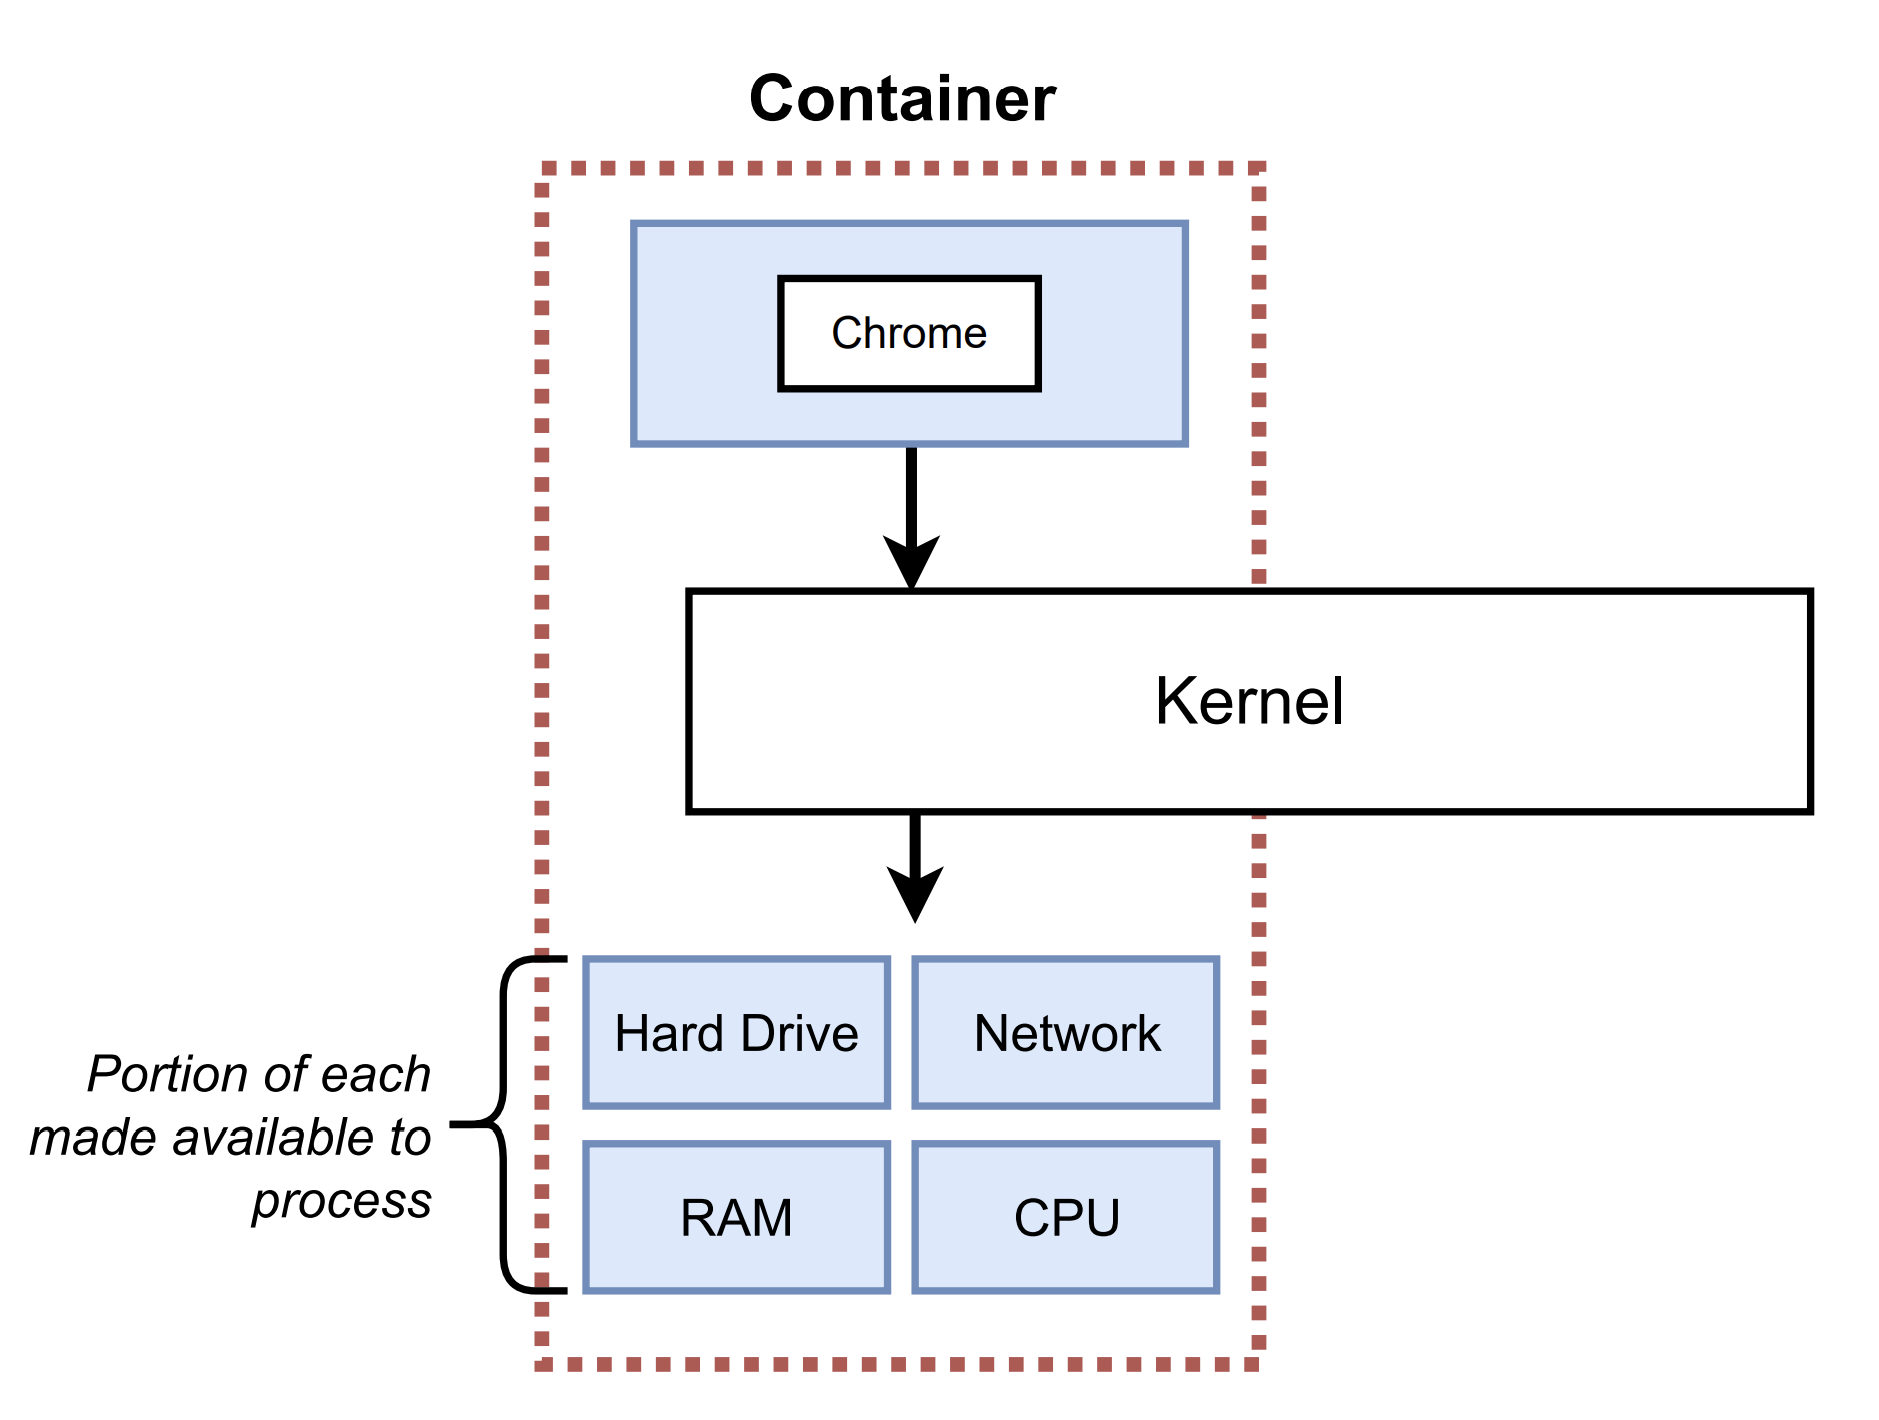 Container
Chrome
Kernel
Hard Drive
Network
Portion of each
made available to
process
RAM
CPU